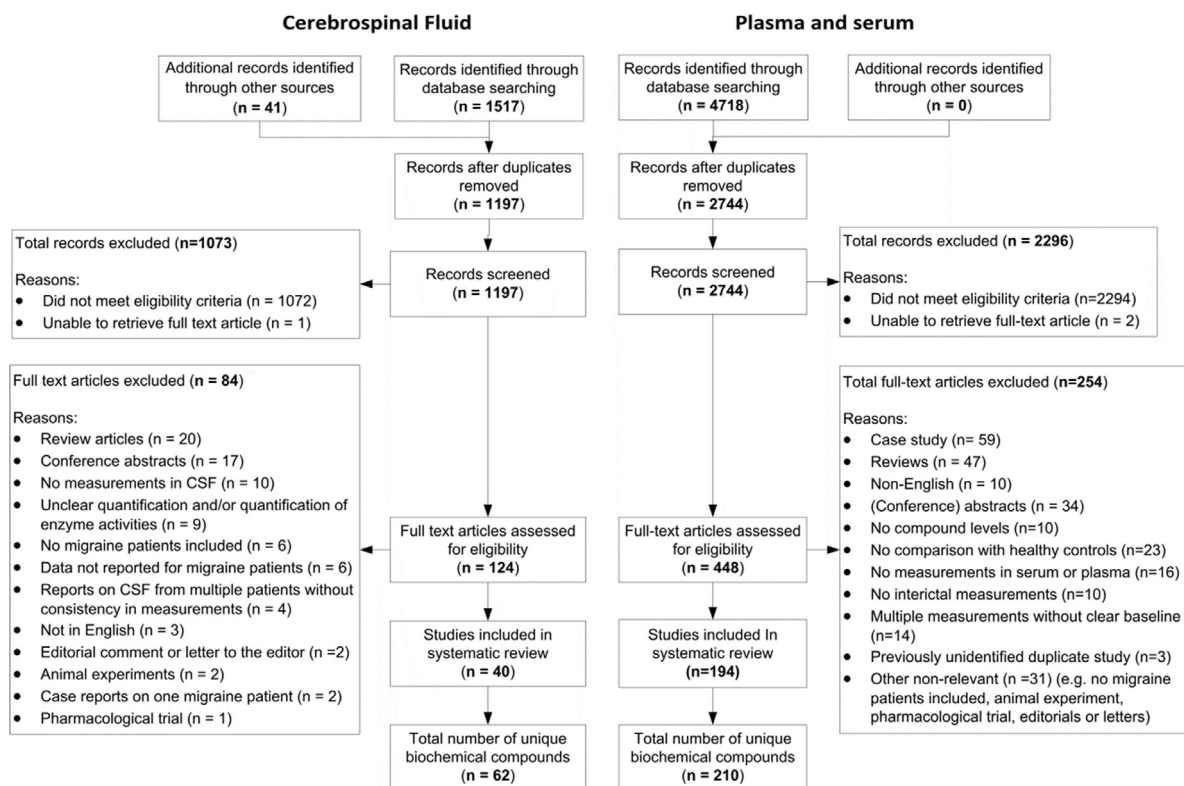 Cerebrospinal Fluid
Additional records identified
through other sources
(n = 41)
Records identified through
database searching
(n = 1517)
Records after duplicates
removed
(n = 1197)
Total records excluded (n=1073)
Reasons:
● Did not meet eligibility criteria (n = 1072)
● Unable to retrieve full text article (n = 1)
Records screened
(n = 1197)
Full text articles excluded (n = 84)
Reasons:
● Review articles (n = 20)
● Conference abstracts (n = 17)
● No measurements in CSF (n = 10)
● Unclear quantification and/or quantification of
enzyme activities (n = 9)
● No migraine patients included (n = 6)
● Data not reported for migraine patients (n = 6)
● Reports on CSF from multiple patients without
consistency in measurements (n = 4)
● Not in English (n = 3)
● Editorial comment or letter to the editor (n =2)
● Animal experiments (n = 2)
● Case reports on one migraine patient (n = 2)
● Pharmacological trial (n = 1)
Full text articles assessed
for eligibility
(n = 124)
Studies included in
systematic review
(n = 40)
Total number of unique
biochemical compounds
(n = 62)
Plasma and serum
Records identified through
database searching
(n = 4718)
Additional records identified
through other sources
(n = 0)
Records after duplicates
removed
(n = 2744)
Records screened
(n = 2744)
Total records excluded (n = 2296)
Reasons:
● Did not meet eligibility criteria (n=2294)
● Unable to retrieve full-text article (n = 2)
Total full-text articles excluded (n=254)
Reasons:
● Case study (n= 59)
● Reviews (n = 47)
● Non-English (n = 10)
● (Conference) abstracts (n = 34)
● No compound levels (n=10)
● No comparison with healthy controls (n=23)
● No measurements in serum or plasma (n=16)
● No interictal measurements (n=10)
● Multiple measurements without clear baseline
(n=14)
● Previously unidentified duplicate study (n=3)
● Other non-relevant (n =31) (e.g. no migraine
patients included, animal experiment,
pharmacological trial, editorials or letters)
Full-text articles assessed
for eligibility
(n = 448)
Studies included In
systematic review
(n=194)
Total number of unique
biochemical compounds
(n = 210)